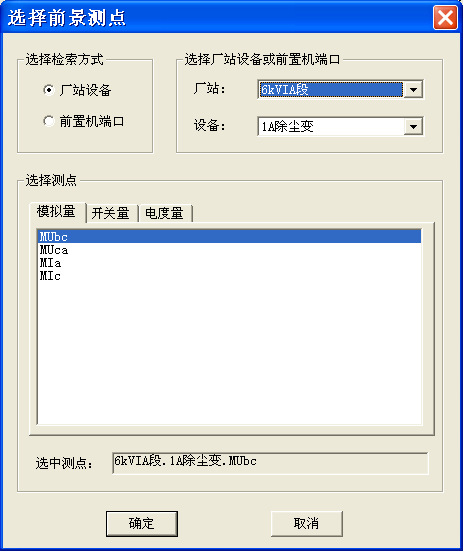 选择前景测点
选择检索方式
厂站设备
前置机端口
选择厂站设备或前置机端口
厂站：
6kVIA段
设备：
1A除尘变
选择测点
模拟量 开关量 电度量
MUbc
MUca
MIa
MIc
选中测点：
6kVIA段.1A除尘变.MUbc
确定
取消